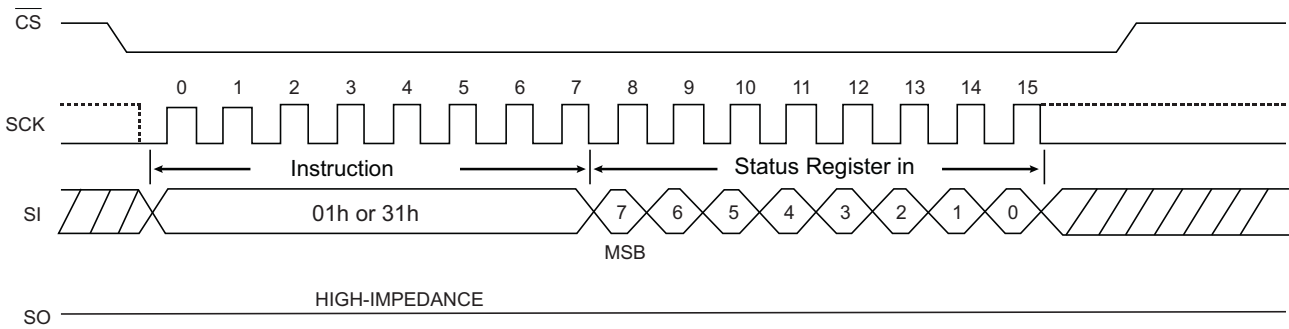 CS
0 1 2 3 4 5 6 7 8 9 10 11 12 13 14 15
SCK
Instruction Status Register in
SI 01h or 31h 7 6 5 4 3 2 1 0
MSB
HIGH-IMPEDANCE
SO